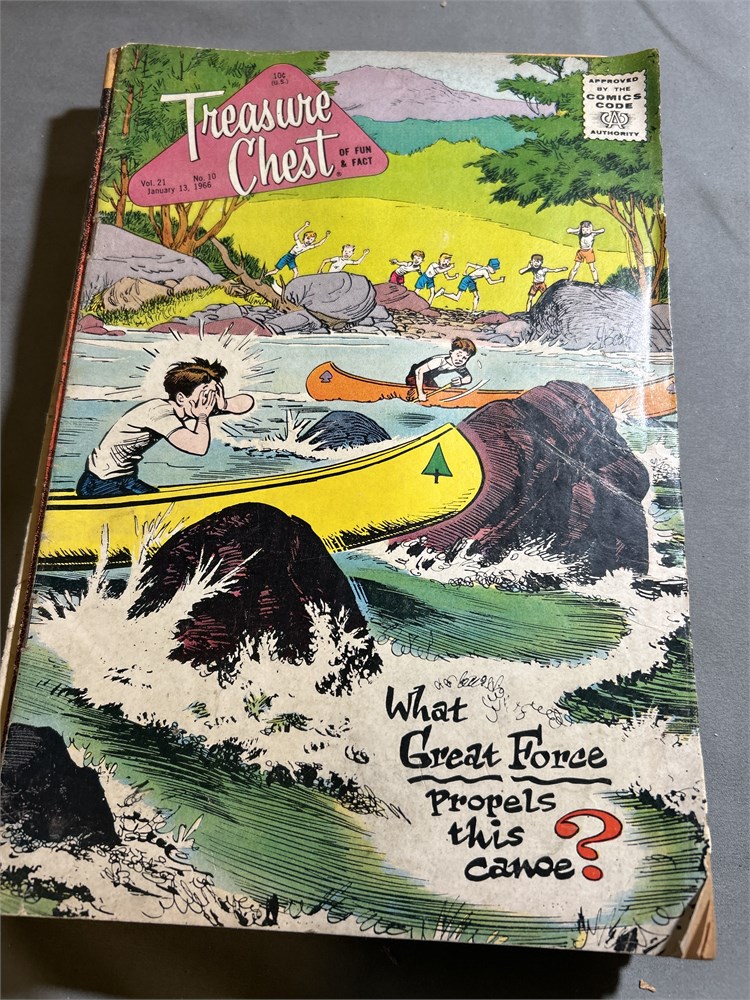 10¢
(U.S.)
Treasure
Chest®
OF FUN
& FACT
Vol. 21 No. 10
January 13, 1966
APPROVED
BY THE
COMICS
CODE
CA
AUTHORITY
What
Great Force
Propels
this
canoe?